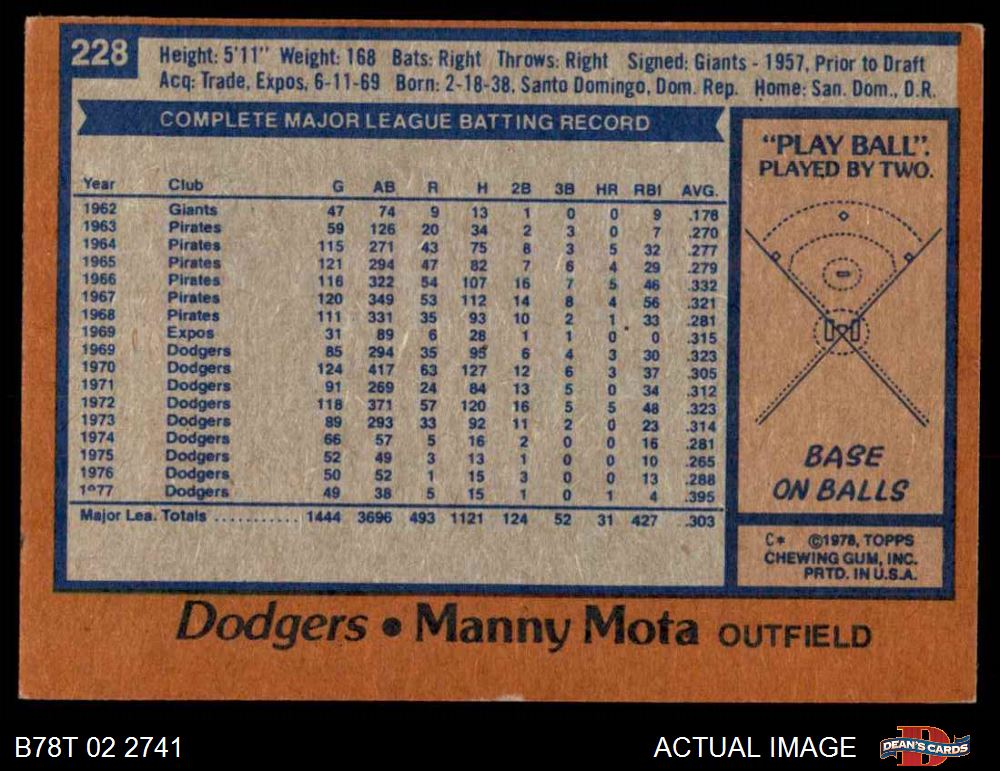 228
Height: 5'11" Weight: 168 Bats: Right Throws: Right Signed: Giants - 1957, Prior to Draft
Acq: Trade, Expos, 6-11-69 Born: 2-18-38, Santo Domingo, Dom. Rep. Home: San. Dom., D.R.
COMPLETE MAJOR LEAGUE BATTING RECORD
Year Club G AB R H 2B 3B HR RBI AVG.
1962 Giants 47 74 9 13 1 0 0 9 .176
1963 Pirates 59 126 20 34 2 3 0 7 .270
1964 Pirates 115 271 43 75 8 3 5 32 .277
1965 Pirates 121 294 47 82 7 6 4 29 .279
1966 Pirates 116 322 54 107 16 7 5 46 .332
1967 Pirates 120 349 53 112 14 8 4 56 .321
1968 Pirates 111 331 35 93 10 2 1 33 .281
1969 Expos 31 89 6 28 1 1 0 0 .315
1969 Dodgers 85 294 35 95 6 4 3 30 .323
1970 Dodgers 124 417 63 127 12 6 3 37 .305
1971 Dodgers 91 269 24 84 13 5 0 34 .312
1972 Dodgers 118 371 57 120 16 5 5 48 .323
1973 Dodgers 89 293 33 92 11 2 0 23 .314
1974 Dodgers 66 57 5 16 2 0 0 16 .281
1975 Dodgers 52 49 3 13 1 0 0 10 .265
1976 Dodgers 50 52 1 15 3 0 0 13 .288
1977 Dodgers 49 38 5 15 1 0 1 4 .395
Major Lea. Totals ........... 1444 3696 493 1121 124 52 31 427 .303
"PLAY BALL".
PLAYED BY TWO.
BASE
ON BALLS
C* ©1978, TOPPS
CHEWING GUM, INC.
PRTD. IN U.S.A.
Dodgers • Manny Mota OUTFIELD
B78T 02 2741
ACTUAL IMAGE
DEAN'S CARDS